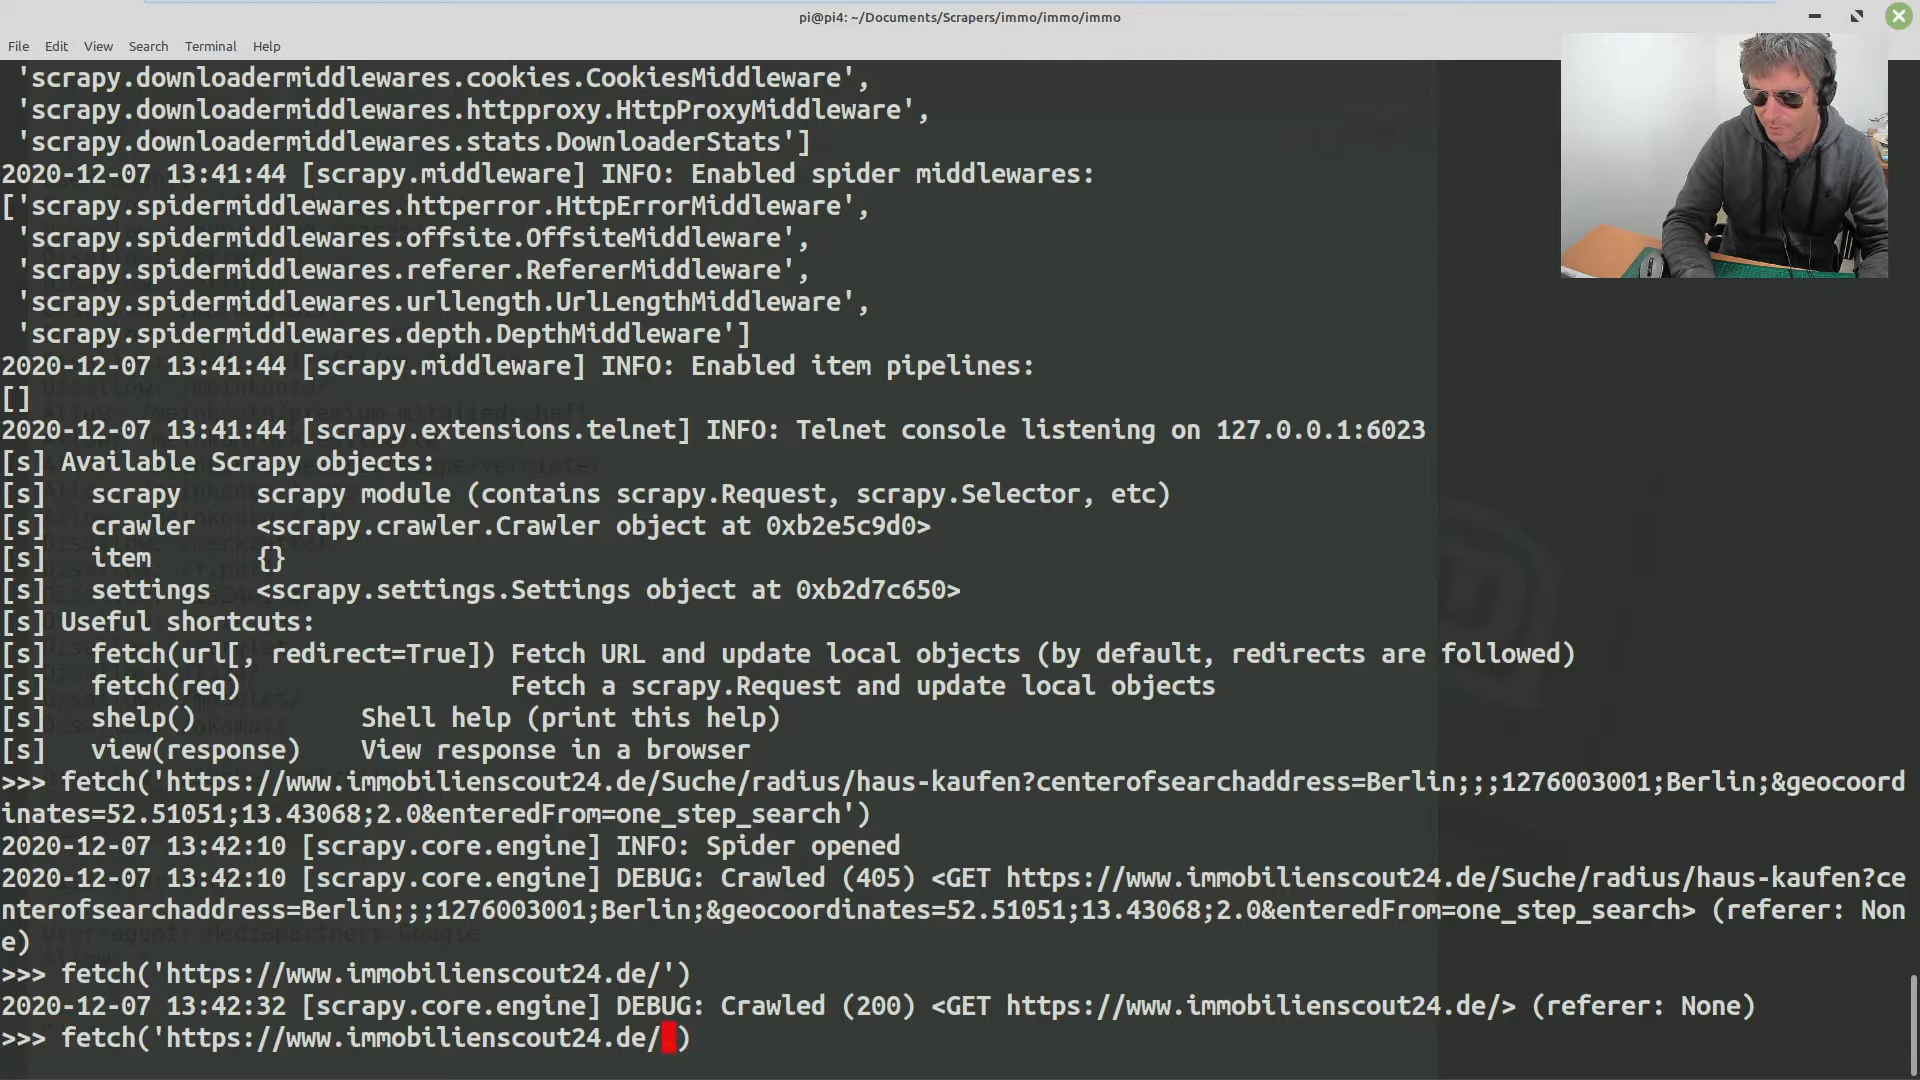 pi@pi4: ~/Documents/Scrapers/immo/immo/immo
File Edit View Search Terminal Help
'scrapy.downloadermiddlewares.cookies.CookiesMiddleware',
'scrapy.downloadermiddlewares.httpproxy.HttpProxyMiddleware',
'scrapy.downloadermiddlewares.stats.DownloaderStats']
2020-12-07 13:41:44 [scrapy.middleware] INFO: Enabled spider middlewares:
['scrapy.spidermiddlewares.httperror.HttpErrorMiddleware',
'scrapy.spidermiddlewares.offsite.OffsiteMiddleware',
'scrapy.spidermiddlewares.referer.RefererMiddleware',
'scrapy.spidermiddlewares.urllength.UrlLengthMiddleware',
'scrapy.spidermiddlewares.depth.DepthMiddleware']
2020-12-07 13:41:44 [scrapy.middleware] INFO: Enabled item pipelines:
[]
2020-12-07 13:41:44 [scrapy.extensions.telnet] INFO: Telnet console listening on 127.0.0.1:6023
[s] Available Scrapy objects:
[s]   scrapy     scrapy module (contains scrapy.Request, scrapy.Selector, etc)
[s]   crawler    <scrapy.crawler.Crawler object at 0xb2e5c9d0>
[s]   item       {}
[s]   settings   <scrapy.settings.Settings object at 0xb2d7c650>
[s] Useful shortcuts:
[s]   fetch(url[, redirect=True]) Fetch URL and update local objects (by default, redirects are followed)
[s]   fetch(req)                  Fetch a scrapy.Request and update local objects
[s]   shelp()           Shell help (print this help)
[s]   view(response)    View response in a browser
>>> fetch('https://www.immobilienscout24.de/Suche/radius/haus-kaufen?centerofsearchaddress=Berlin;;;1276003001;Berlin;&geocoord
inates=52.51051;13.43068;2.0&enteredFrom=one_step_search')
2020-12-07 13:42:10 [scrapy.core.engine] INFO: Spider opened
2020-12-07 13:42:10 [scrapy.core.engine] DEBUG: Crawled (405) <GET https://www.immobilienscout24.de/Suche/radius/haus-kaufen?ce
nterofsearchaddress=Berlin;;;1276003001;Berlin;&geocoordinates=52.51051;13.43068;2.0&enteredFrom=one_step_search> (referer: Non
e)
>>> fetch('https://www.immobilienscout24.de/')
2020-12-07 13:42:32 [scrapy.core.engine] DEBUG: Crawled (200) <GET https://www.immobilienscout24.de/> (referer: None)
>>> fetch('https://www.immobilienscout24.de/')